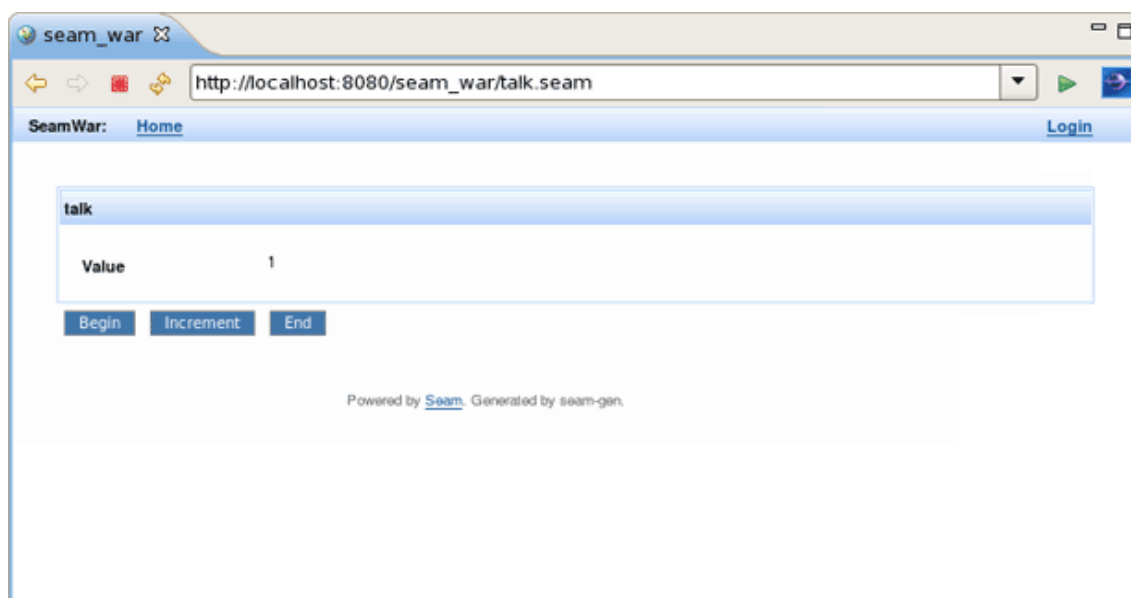 seam_war
http://localhost:8080/seam_war/talk.seam
SeamWar: Home Login
talk
Value 1
Begin Increment End
Powered by Seam. Generated by seam-gen.